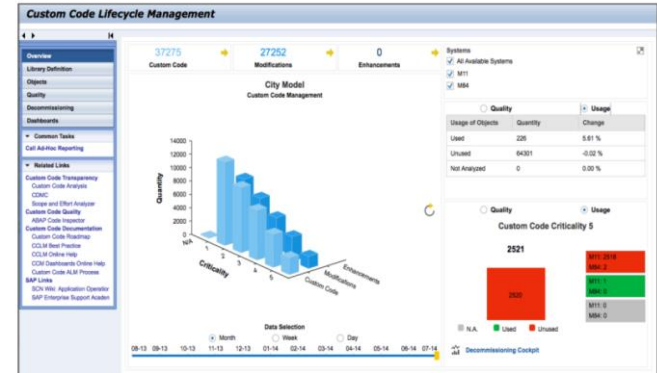 Custom Code Lifecycle Management
Overview
Library Definition
Objects
Quality
Decommissioning
Dashboards
Common Tasks
Call Ad-Hoc Reporting
Related Links
Custom Code Transparency
Custom Code Analysis
CDMC
Scope and Effort Analyzer
Custom Code Quality
ABAP Code Inspector
Custom Code Documentation
Custom Code Roadmap
CCLM Best Practice
CCLM Online Help
CCM Dashboards Online Help
Custom Code ALM Process
SAP Links
SCN Wiki: Application Operation
SAP Enterprise Support Academ
37275
Custom Code
27252
Modifications
0
Enhancements
City Model
Custom Code Management
Quantity
14000
12000
10000
8000
6000
4000
2000
0
N/A
1
2
3
4
5
Criticality
Custom Code
Modifications
Enhancements
Data Selection
Month Week Day
08-13 09-13 10-13 11-13 12-13 01-14 02-14 03-14 04-14 05-14 06-14 07-14
Systems
All Available Systems
M11
M84
Quality Usage
Usage of Objects Quantity Change
Used 226 5.61 %
Unused 64301 -0.02 %
Not Analyzed 0 0.00 %
Quality Usage
Custom Code Criticality 5
2521
2520
M11: 2518
M84: 2
M11: 1
M84: 0
M11: 0
M84: 0
N.A. Used Unused
Decommissioning Cockpit